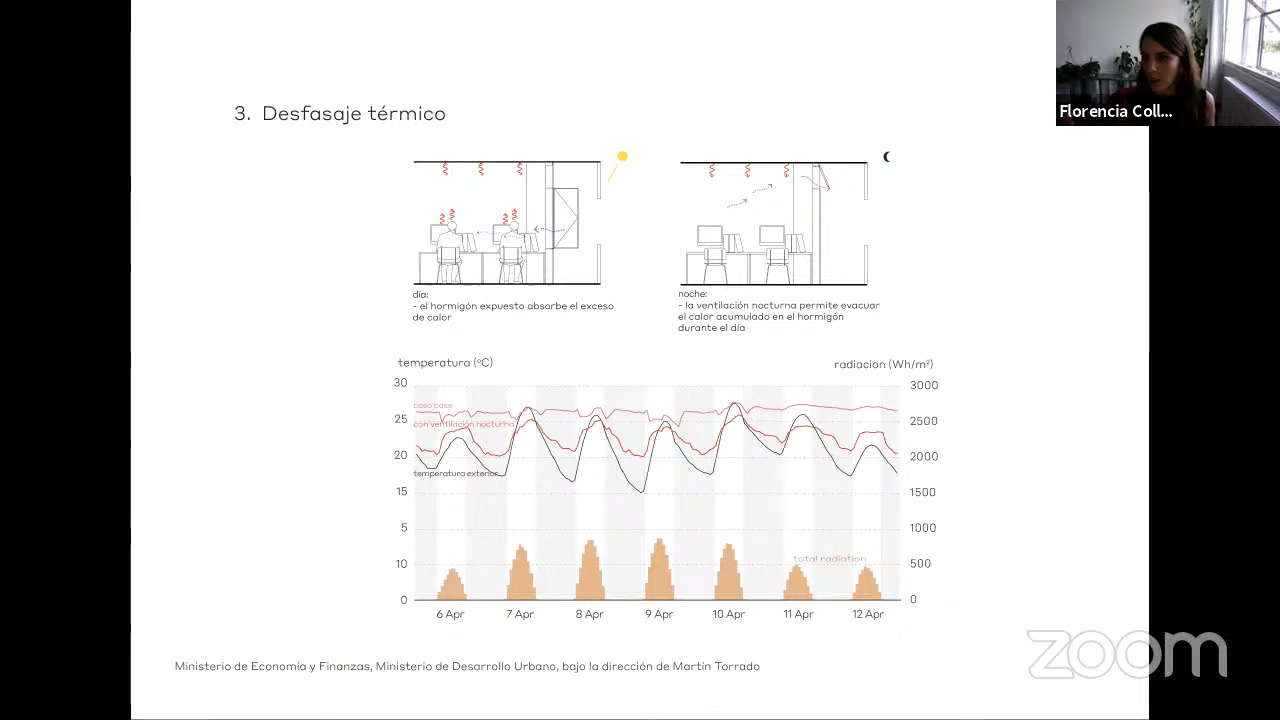 Florencia Coll...
3. Desfasaje térmico
día:
- el hormigón expuesto absorbe el exceso
de calor
noche:
- la ventilación nocturna permite evacuar
el calor acumulado en el hormigón
durante el día
temperatura (ºC)
radiacion (Wh/m²)
30
25
20
15
5
10
0
3000
2500
2000
1500
1000
500
0
caso base
con ventilación nocturna
temperatura exterior
total radiation
6 Apr
7 Apr
8 Apr
9 Apr
10 Apr
11 Apr
12 Apr
Ministerio de Economía y Finanzas, Ministerio de Desarrollo Urbano, bajo la dirección de Martín Torrado
zoom